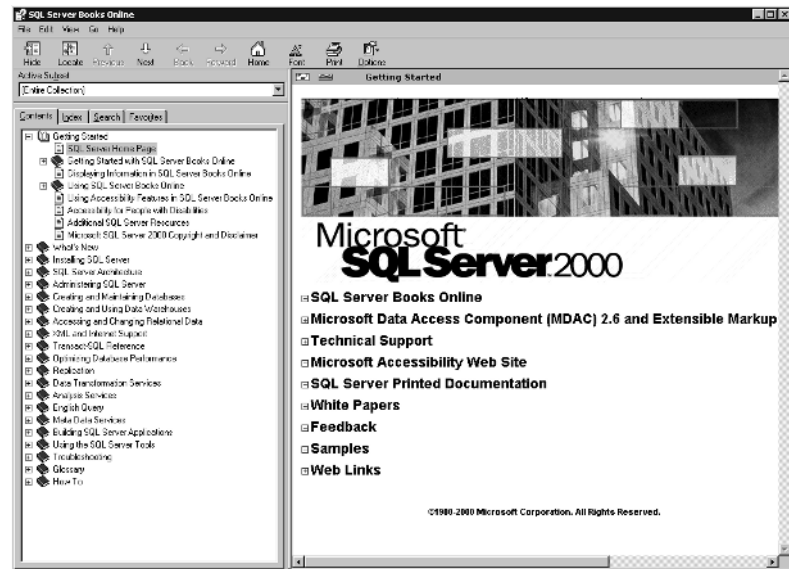 SQL Server Books Online
File Edit View Go Help
Hide Locate Previous Next Back Forward Home Font Print Options
Active Subset
(Entire Collection)
Contents Index Search Favorites
Getting Started
SQL Server Home Page
Getting Started with SQL Server Books Online
Displaying Information in SQL Server Books Online
Using SQL Server Books Online
Using Accessibility Features in SQL Server Books Online
Accessibility for People with Disabilities
Additional SQL Server Resources
Microsoft SQL Server 2000 Copyright and Disclaimer
What's New
Installing SQL Server
SQL Server Architecture
Administering SQL Server
Creating and Maintaining Databases
Creating and Using Data Warehouses
Accessing and Changing Relational Data
XML and Internet Support
Transact-SQL Reference
Optimizing Database Performance
Replication
Data Transformation Services
Analysis Services
English Query
Meta Data Services
Building SQL Server Applications
Using the SQL Server Tools
Troubleshooting
Glossary
How To
Getting Started
Microsoft
SQL Server 2000
SQL Server Books Online
Microsoft Data Access Component (MDAC) 2.6 and Extensible Markup
Technical Support
Microsoft Accessibility Web Site
SQL Server Printed Documentation
White Papers
Feedback
Samples
Web Links
©1988-2000 Microsoft Corporation. All Rights Reserved.